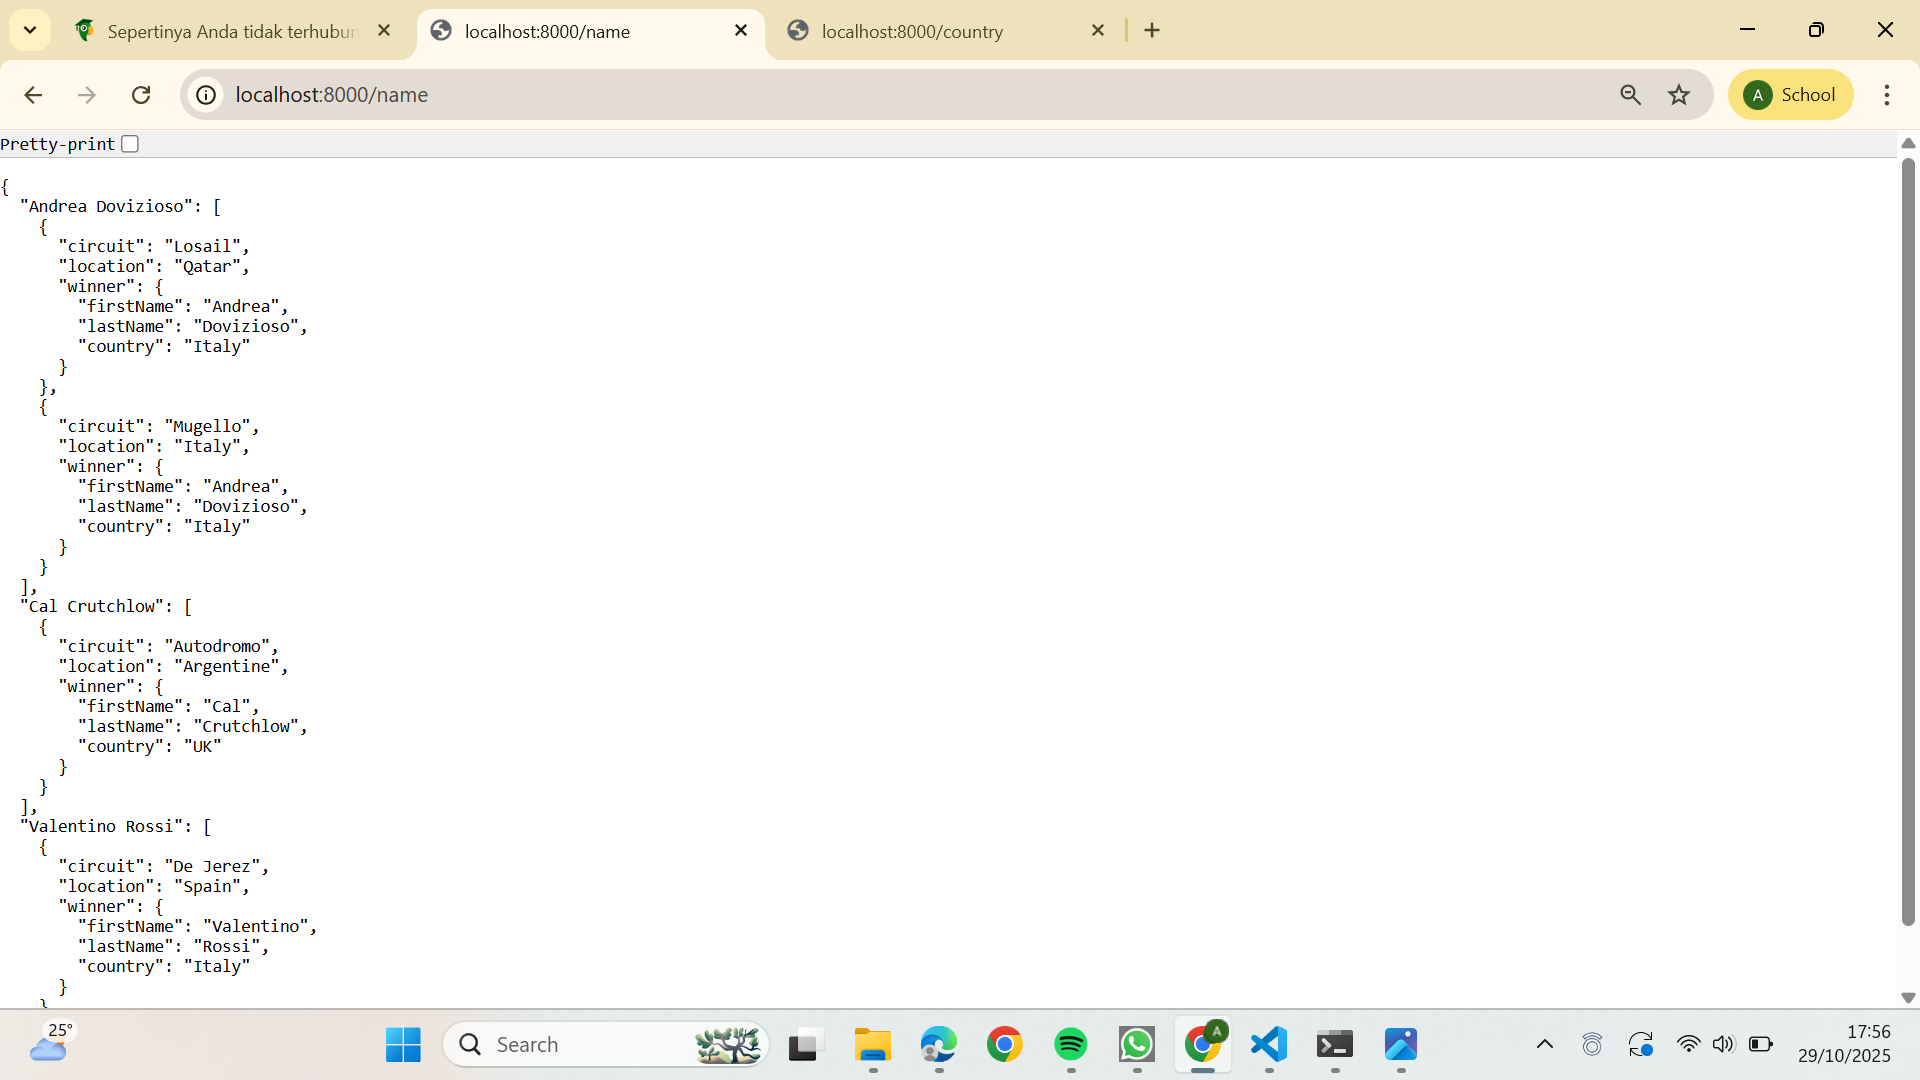 Sepertinya Anda tidak terhubun
localhost:8000/name
localhost:8000/country
localhost:8000/name
A School
Pretty-print
{
  "Andrea Dovizioso": [
    {
      "circuit": "Losail",
      "location": "Qatar",
      "winner": {
        "firstName": "Andrea",
        "lastName": "Dovizioso",
        "country": "Italy"
      }
    },
    {
      "circuit": "Mugello",
      "location": "Italy",
      "winner": {
        "firstName": "Andrea",
        "lastName": "Dovizioso",
        "country": "Italy"
      }
    }
  ],
  "Cal Crutchlow": [
    {
      "circuit": "Autodromo",
      "location": "Argentine",
      "winner": {
        "firstName": "Cal",
        "lastName": "Crutchlow",
        "country": "UK"
      }
    }
  ],
  "Valentino Rossi": [
    {
      "circuit": "De Jerez",
      "location": "Spain",
      "winner": {
        "firstName": "Valentino",
        "lastName": "Rossi",
        "country": "Italy"
      }
    }
25°
Search
A
17:56
29/10/2025